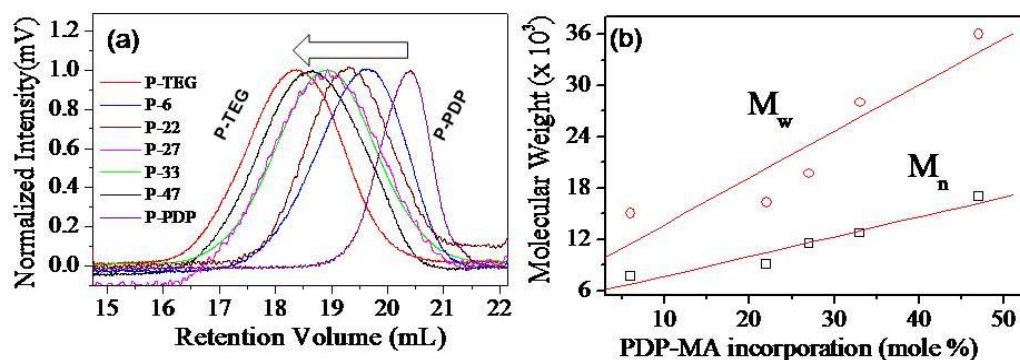 (a)
Normalized Intensity(mV)
1.2
1.0
0.8
0.6
0.4
0.2
0.0
P-TEG
P-6
P-22
P-27
P-33
P-47
P-PDP
P-TEG
P-PDP
15 16 17 18 19 20 21 22
Retention Volume (mL)
(b)
Molecular Weight (x 10³)
36
30
24
18
12
6
Mw
Mn
10 20 30 40 50
PDP-MA incorporation (mole %)